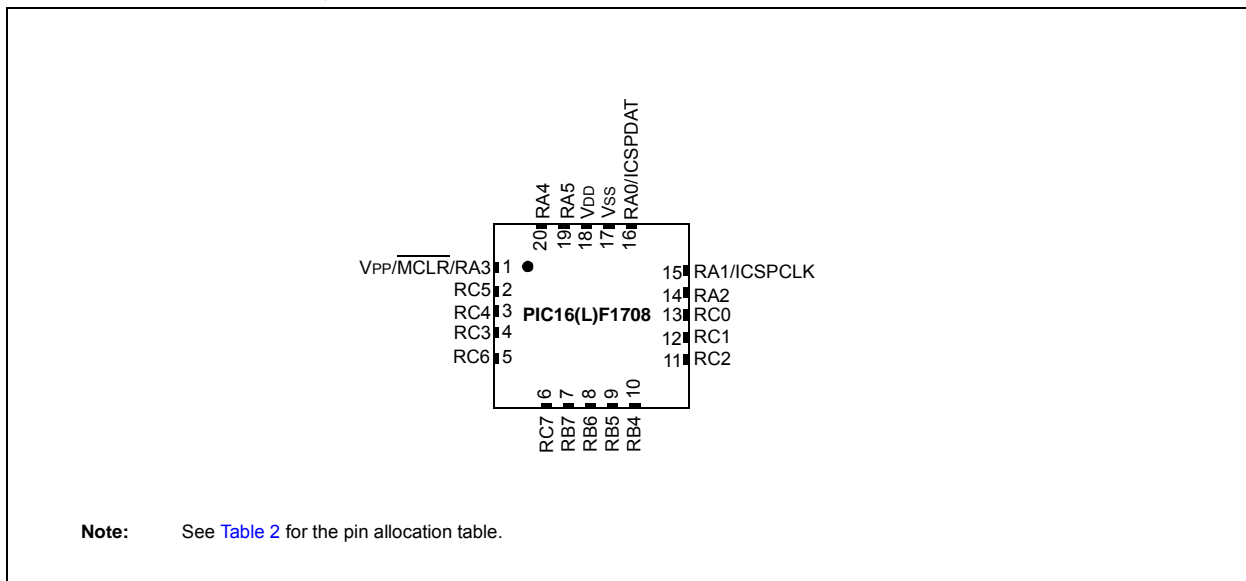 RA4
RA5
VDD
VSS
RA0/ICSPDAT
20
19
18
17
16
VPP/MCLR/RA3 1
RC5 2
RC4 3
RC3 4
RC6 5
PIC16(L)F1708
15 RA1/ICSPCLK
14 RA2
13 RC0
12 RC1
11 RC2
6
7
8
9
10
RC7
RB7
RB6
RB5
RB4
Note: See Table 2 for the pin allocation table.